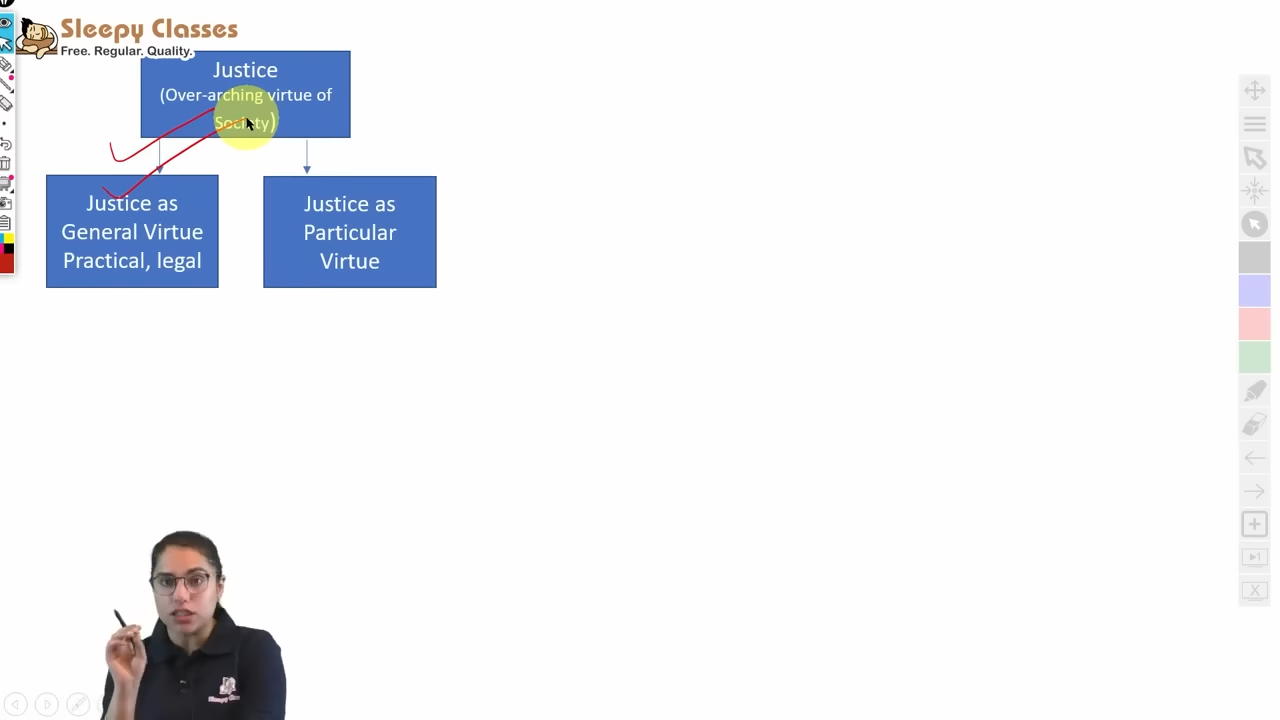 Sleepy Classes
Free. Regular. Quality.
Justice
(Over-arching virtue of
Society)
Justice as
General Virtue
Practical, legal
Justice as
Particular
Virtue